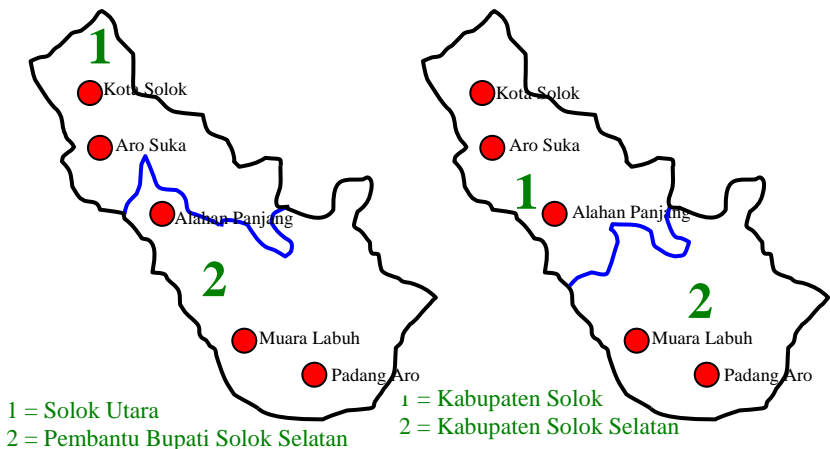 1
Kota Solok
Aro Suka
Alahan Panjang
2
Muara Labuh
Padang Aro
1 = Solok Utara
2 = Pembantu Bupati Solok Selatan
Kota Solok
Aro Suka
1
Alahan Panjang
2
Muara Labuh
Padang Aro
1 = Kabupaten Solok
2 = Kabupaten Solok Selatan